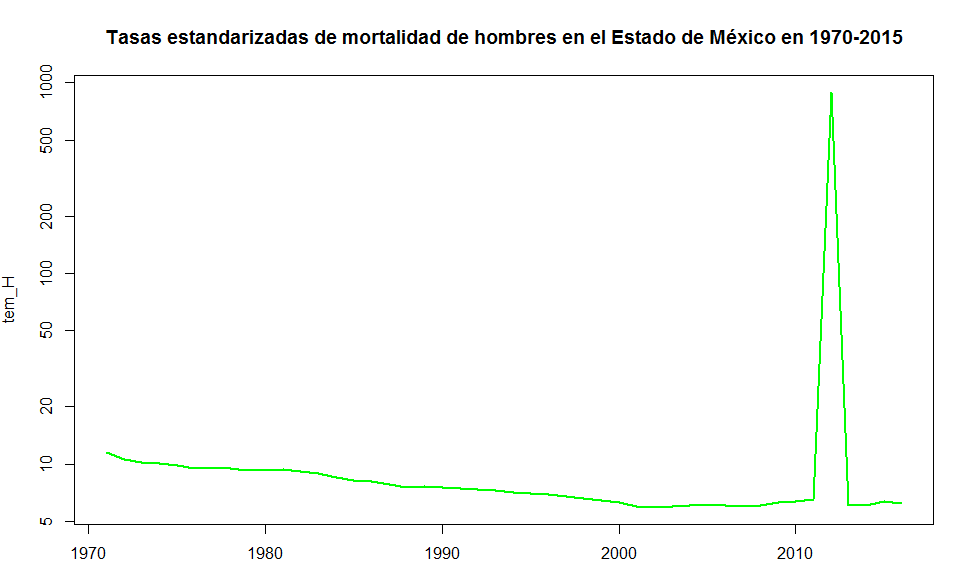 Tasas estandarizadas de mortalidad de hombres en el Estado de México en 1970-2015
tem_H
1000
500
200
100
50
20
10
5
1970 1980 1990 2000 2010